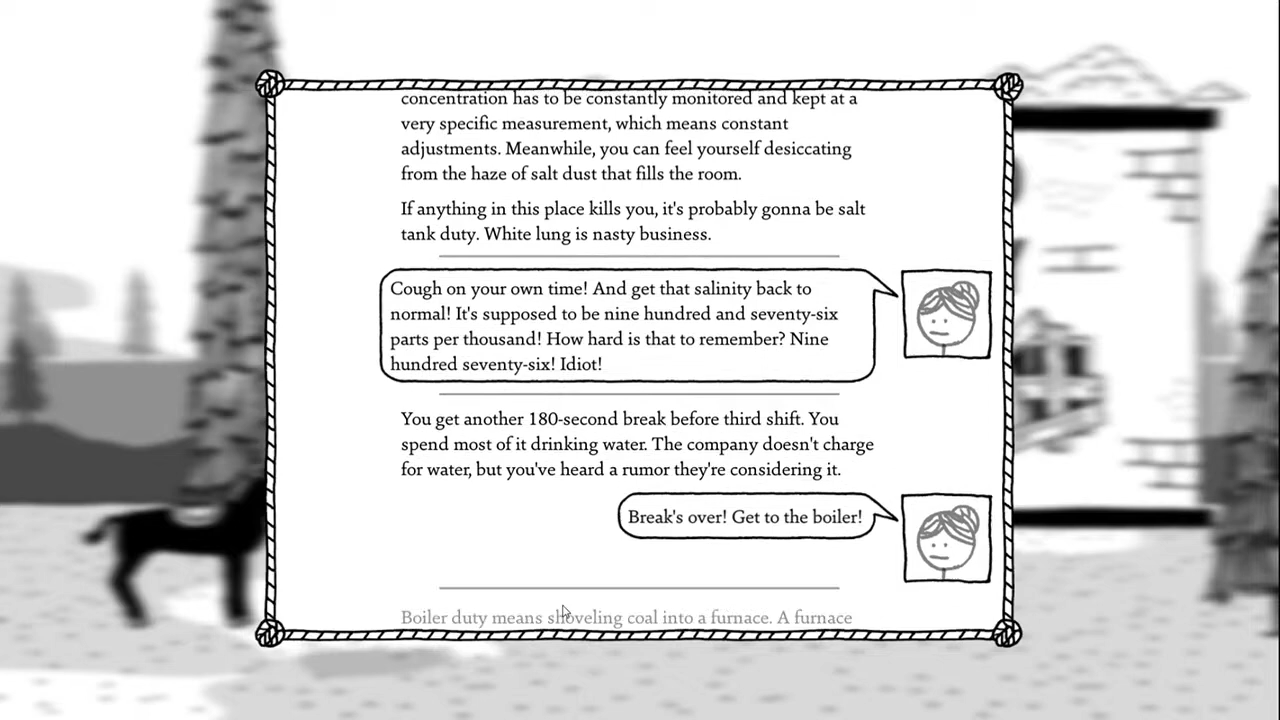 concentration has to be constantly monitored and kept at a
very specific measurement, which means constant
adjustments. Meanwhile, you can feel yourself desiccating
from the haze of salt dust that fills the room.
If anything in this place kills you, it's probably gonna be salt
tank duty. White lung is nasty business.
Cough on your own time! And get that salinity back to
normal! It's supposed to be nine hundred and seventy-six
parts per thousand! How hard is that to remember? Nine
hundred seventy-six! Idiot!
You get another 180-second break before third shift. You
spend most of it drinking water. The company doesn't charge
for water, but you've heard a rumor they're considering it.
Break's over! Get to the boiler!
Boiler duty means shoveling coal into a furnace. A furnace